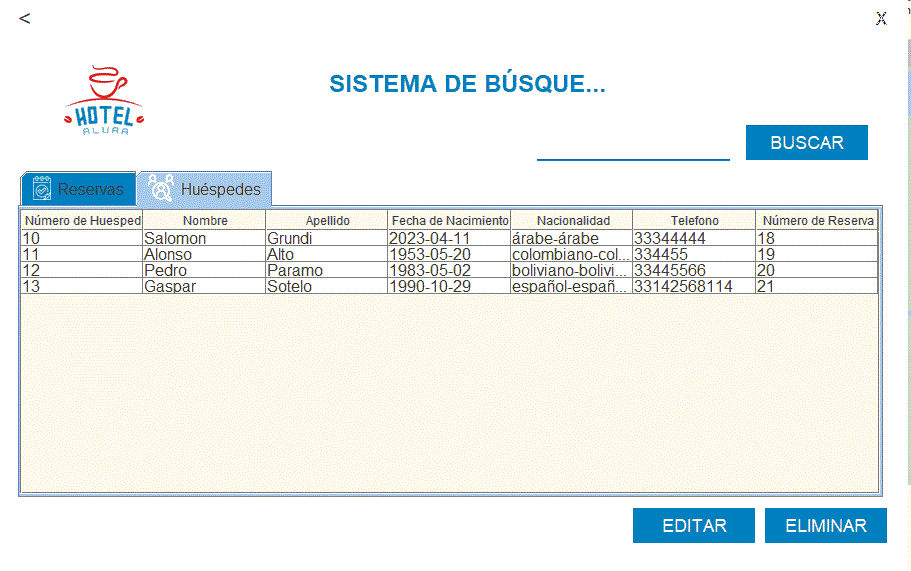 <
X
HOTEL
ALURA
SISTEMA DE BÚSQUE...
BUSCAR
Reservas Huéspedes
Número de Huesped Nombre Apellido Fecha de Nacimiento Nacionalidad Telefono Número de Reserva
10 Salomon Grundi 2023-04-11 árabe-árabe 33344444 18
11 Alonso Alto 1953-05-20 colombiano-col... 334455 19
12 Pedro Paramo 1983-05-02 boliviano-bolivi... 33445566 20
13 Gaspar Sotelo 1990-10-29 español-españ... 33142568114 21
EDITAR ELIMINAR